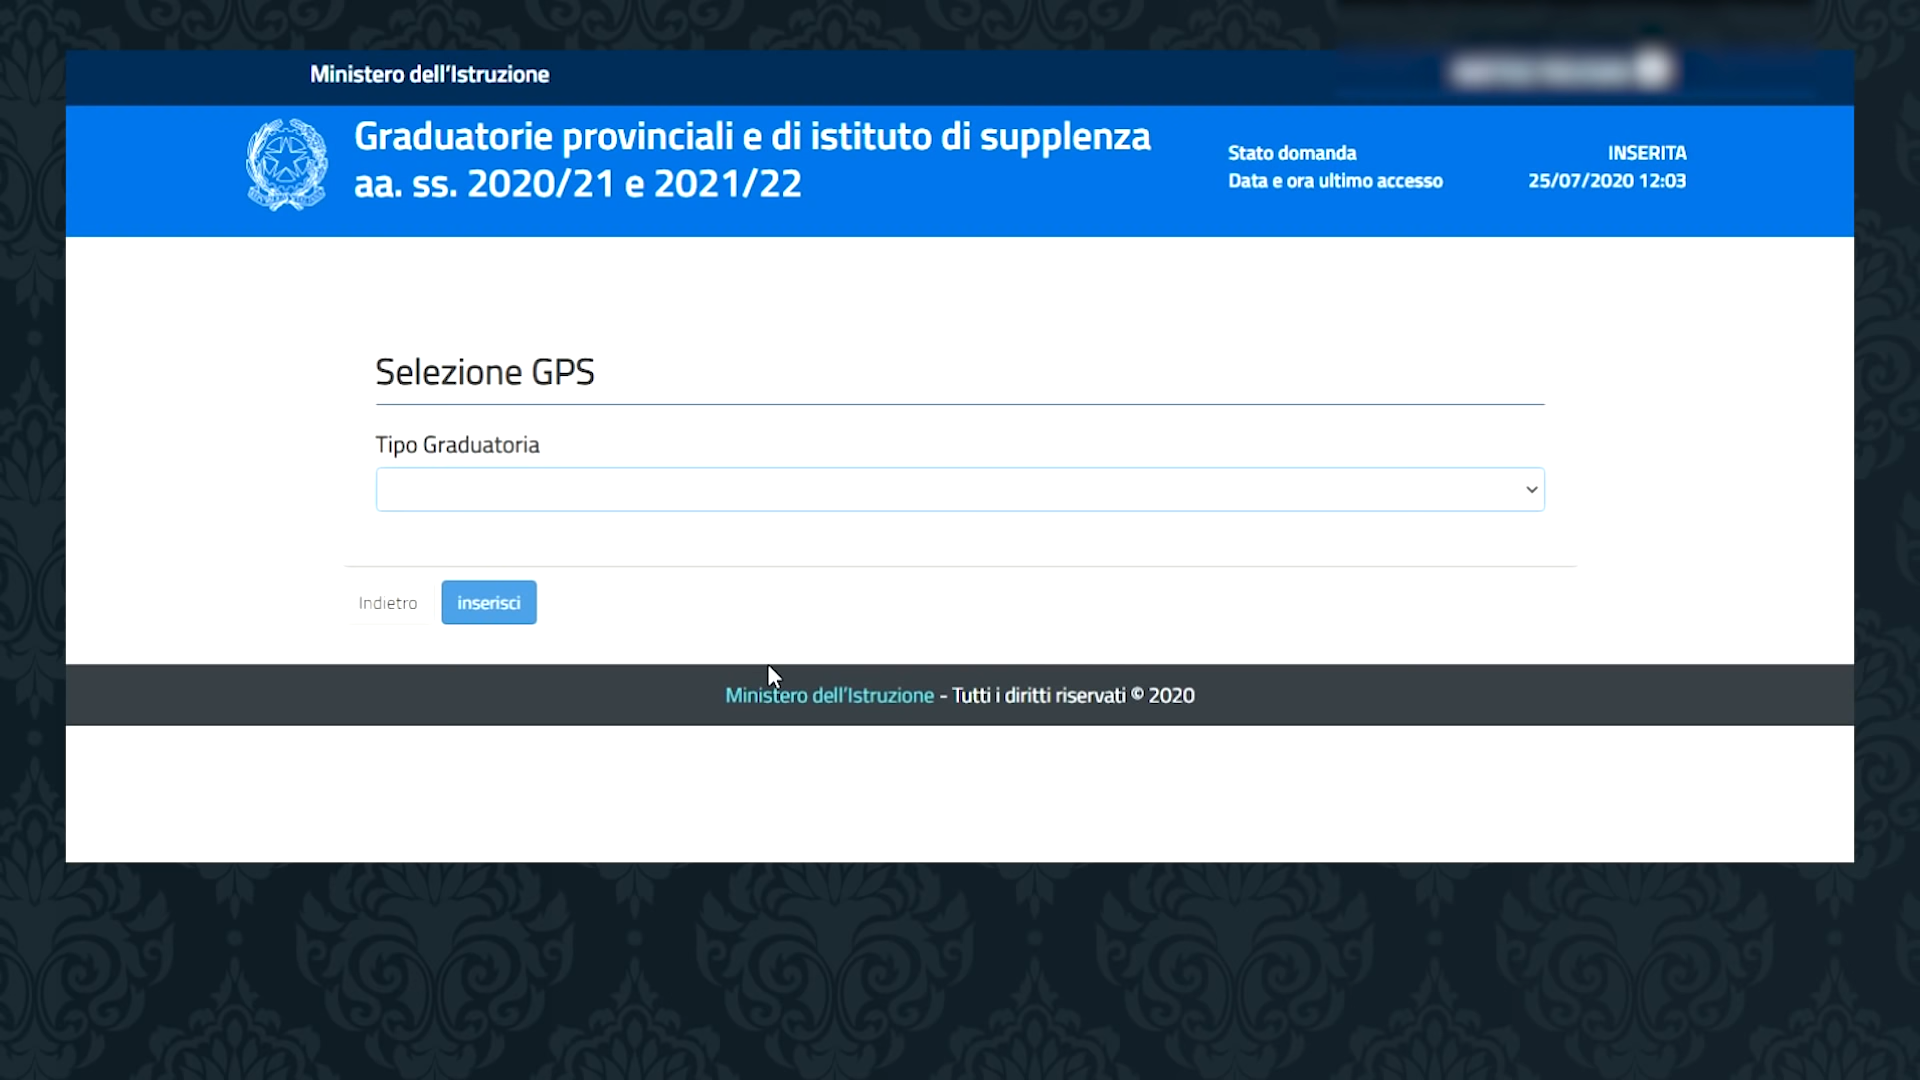 Ministero dell'Istruzione
Graduatorie provinciali e di istituto di supplenza
aa. ss. 2020/21 e 2021/22
Stato domanda INSERITA
Data e ora ultimo accesso 25/07/2020 12:03
Selezione GPS
Tipo Graduatoria
Indietro inserisci
Ministero dell'Istruzione - Tutti i diritti riservati © 2020